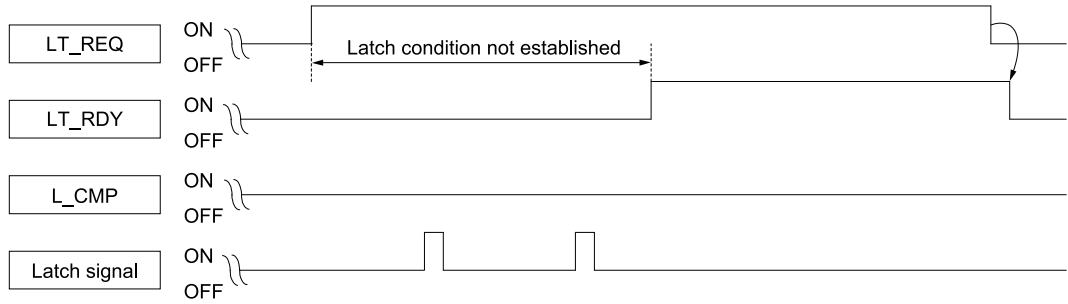 LT_REQ
ON
OFF
Latch condition not established
LT_RDY
ON
OFF
L_CMP
ON
OFF
Latch signal
ON
OFF